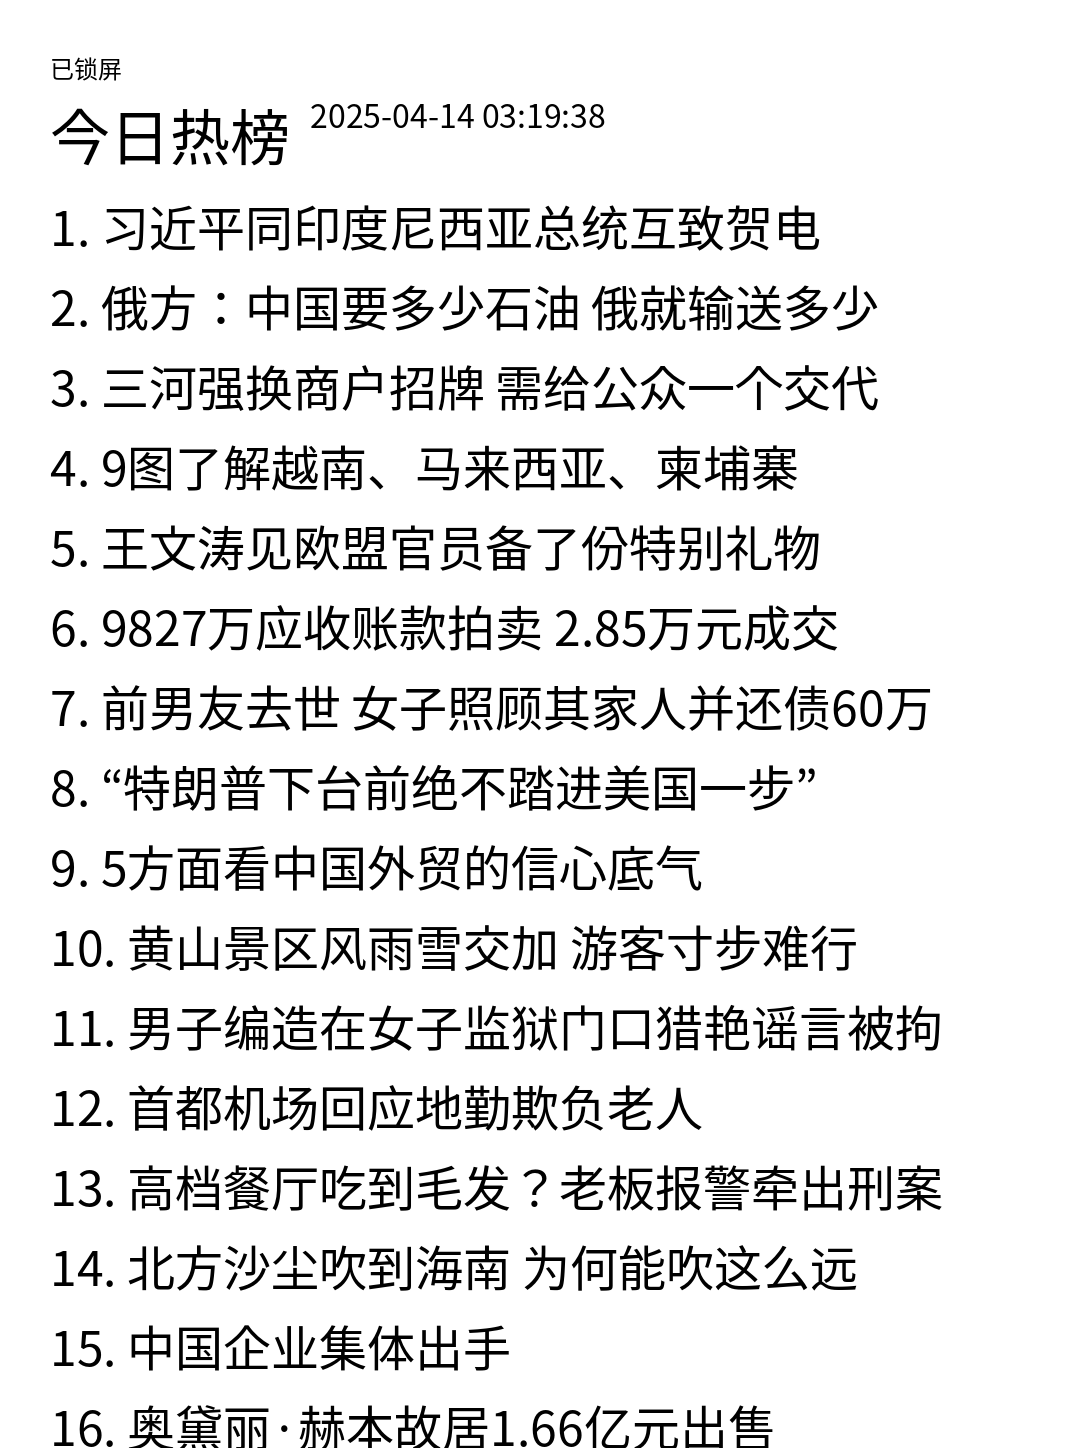 已锁屏
今日热榜 2025-04-14 03:19:38
1. 习近平同印度尼西亚总统互致贺电
2. 俄方：中国要多少石油 俄就输送多少
3. 三河强换商户招牌 需给公众一个交代
4. 9图了解越南、马来西亚、柬埔寨
5. 王文涛见欧盟官员备了份特别礼物
6. 9827万应收账款拍卖 2.85万元成交
7. 前男友去世 女子照顾其家人并还债60万
8. “特朗普下台前绝不踏进美国一步”
9. 5方面看中国外贸的信心底气
10. 黄山景区风雨雪交加 游客寸步难行
11. 男子编造在女子监狱门口猎艳谣言被拘
12. 首都机场回应地勤欺负老人
13. 高档餐厅吃到毛发？老板报警牵出刑案
14. 北方沙尘吹到海南 为何能吹这么远
15. 中国企业集体出手
16. 奥黛丽·赫本故居1.66亿元出售